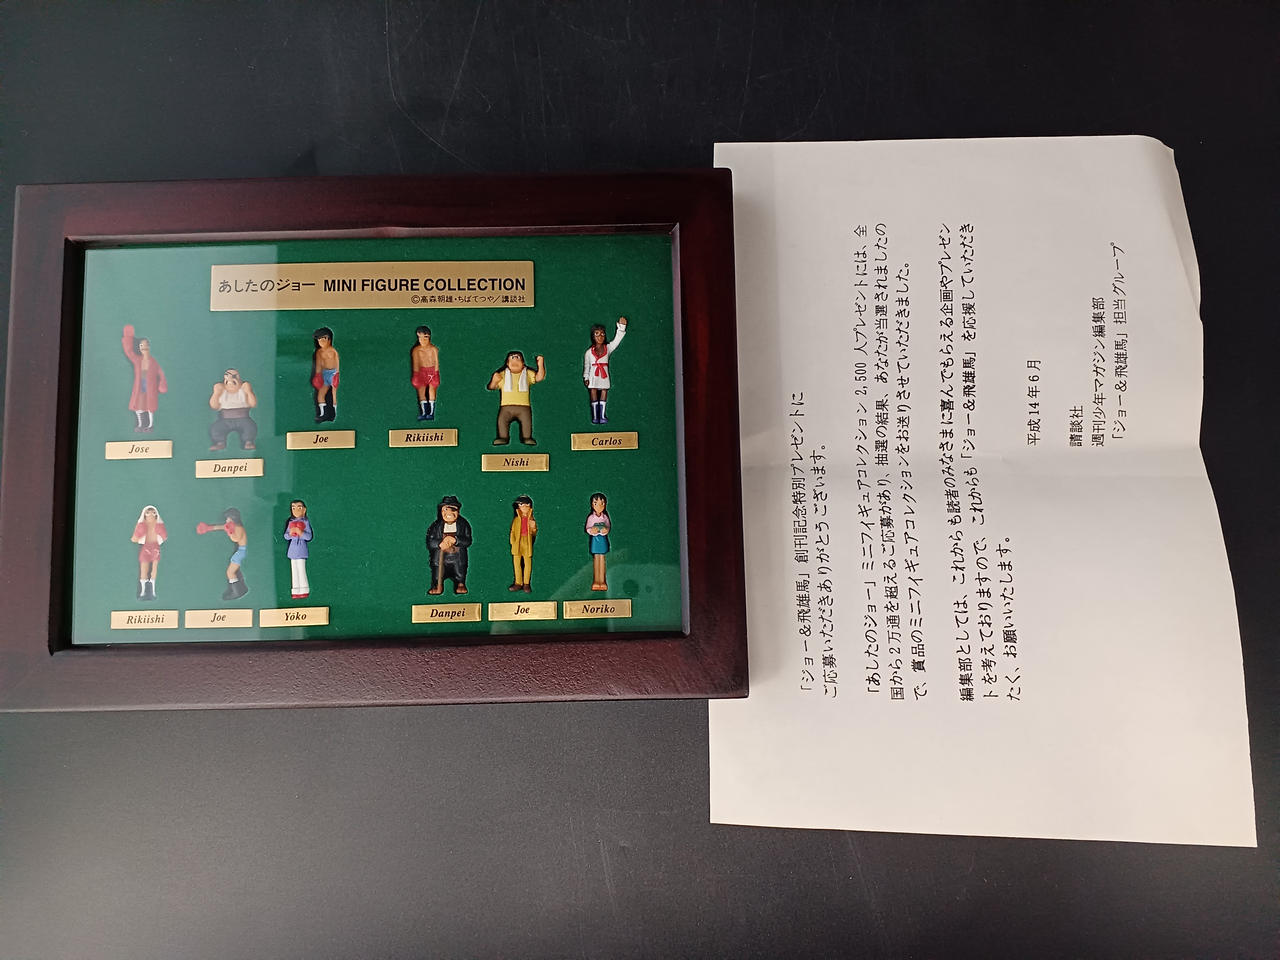 あしたのジョー MINI FIGURE COLLECTION
©高森朝雄・ちばてつや/講談社
Jose
Danpei
Joe
Rikiishi
Nishi
Carlos
Rikiishi
Joe
Yoko
Danpei
Joe
Noriko
「ジョー&飛雄馬」創刊記念特別プレゼントに
ご応募いただきありがとうございます。
「あしたのジョー」ミニフィギュアコレクション2,500人プレゼントには、全
国から2万通を超えるご応募があり、抽選の結果、あなたが当選されましたの
で、賞品のミニフィギュアコレクションをお送りさせていただきました。
編集部としては、これからも読者のみなさまに喜んでもらえる企画やプレゼン
トを考えておりますので、これからも「ジョー&飛雄馬」を応援していただき
たく、お願いいたします。
平成14年6月
講談社
週刊少年マガジン編集部
「ジョー&飛雄馬」担当グループ